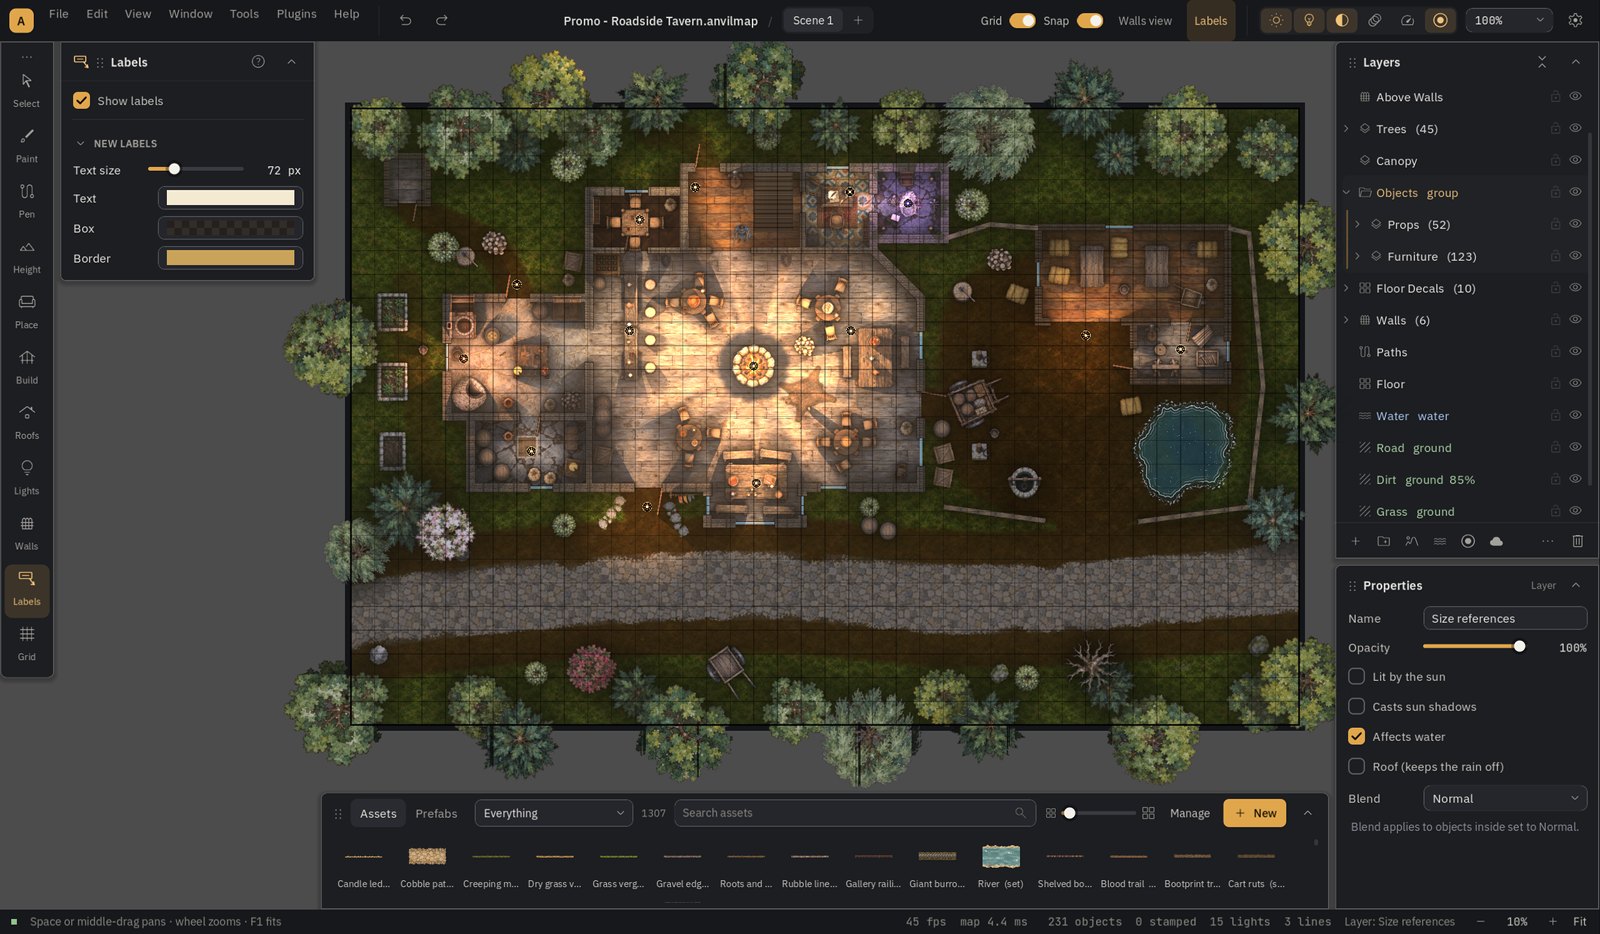 A File Edit View Window Tools Plugins Help
Promo - Roadside Tavern.anvilmap / Scene 1 +
Grid Snap Walls view Labels 100%
Select
Paint
Pen
Height
Place
Build
Roofs
Lights
Walls
Labels
Grid
Labels
Show labels
NEW LABELS
Text size 72 px
Text
Box
Border
Layers
Above Walls
Trees (45)
Canopy
Objects group
Props (52)
Furniture (123)
Floor Decals (10)
Walls (6)
Paths
Floor
Water water
Road ground
Dirt ground 85%
Grass ground
Properties Layer
Name Size references
Opacity 100%
Lit by the sun
Casts sun shadows
Affects water
Roof (keeps the rain off)
Blend Normal
Blend applies to objects inside set to Normal.
Assets Prefabs Everything 1307 Search assets Manage + New
Candle led... Cobble pat... Creeping m... Dry grass v... Grass verg... Gravel edg... Roots and ... Rubble line... Gallery raili... Giant burro... River (set) Shelved bo... Blood trail ... Bootprint tr... Cart ruts (s...
Space or middle-drag pans · wheel zooms · F1 fits
45 fps map 4.4 ms 231 objects 0 stamped 15 lights 3 lines Layer: Size references − 10% + Fit